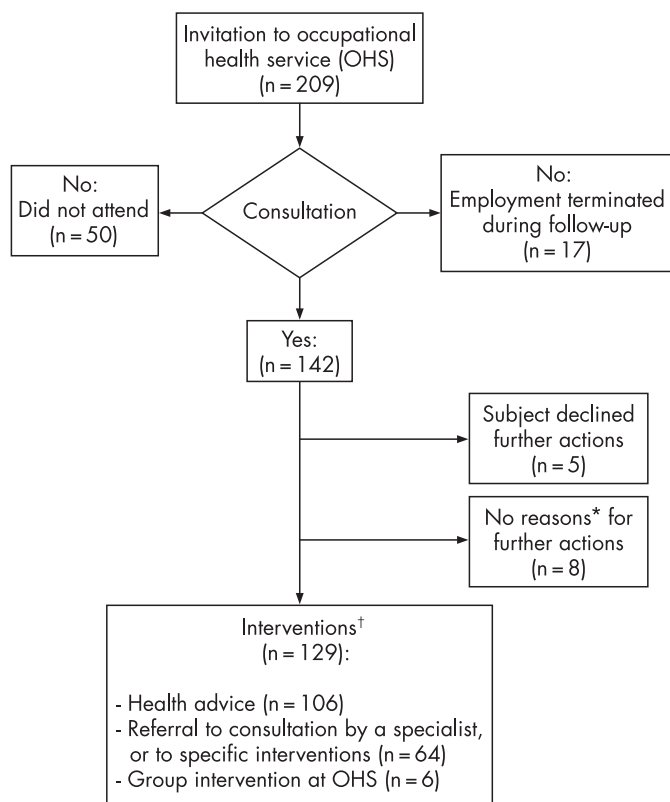 Invitation to occupational
health service (OHS)
(n = 209)
No:
Did not attend
(n = 50)
Consultation
No:
Employment terminated
during follow-up
(n = 17)
Yes:
(n = 142)
Subject declined
further actions
(n = 5)
No reasons* for
further actions
(n = 8)
Interventions†
(n = 129):
- Health advice (n = 106)
- Referral to consultation by a specialist,
or to specific interventions (n = 64)
- Group intervention at OHS (n = 6)